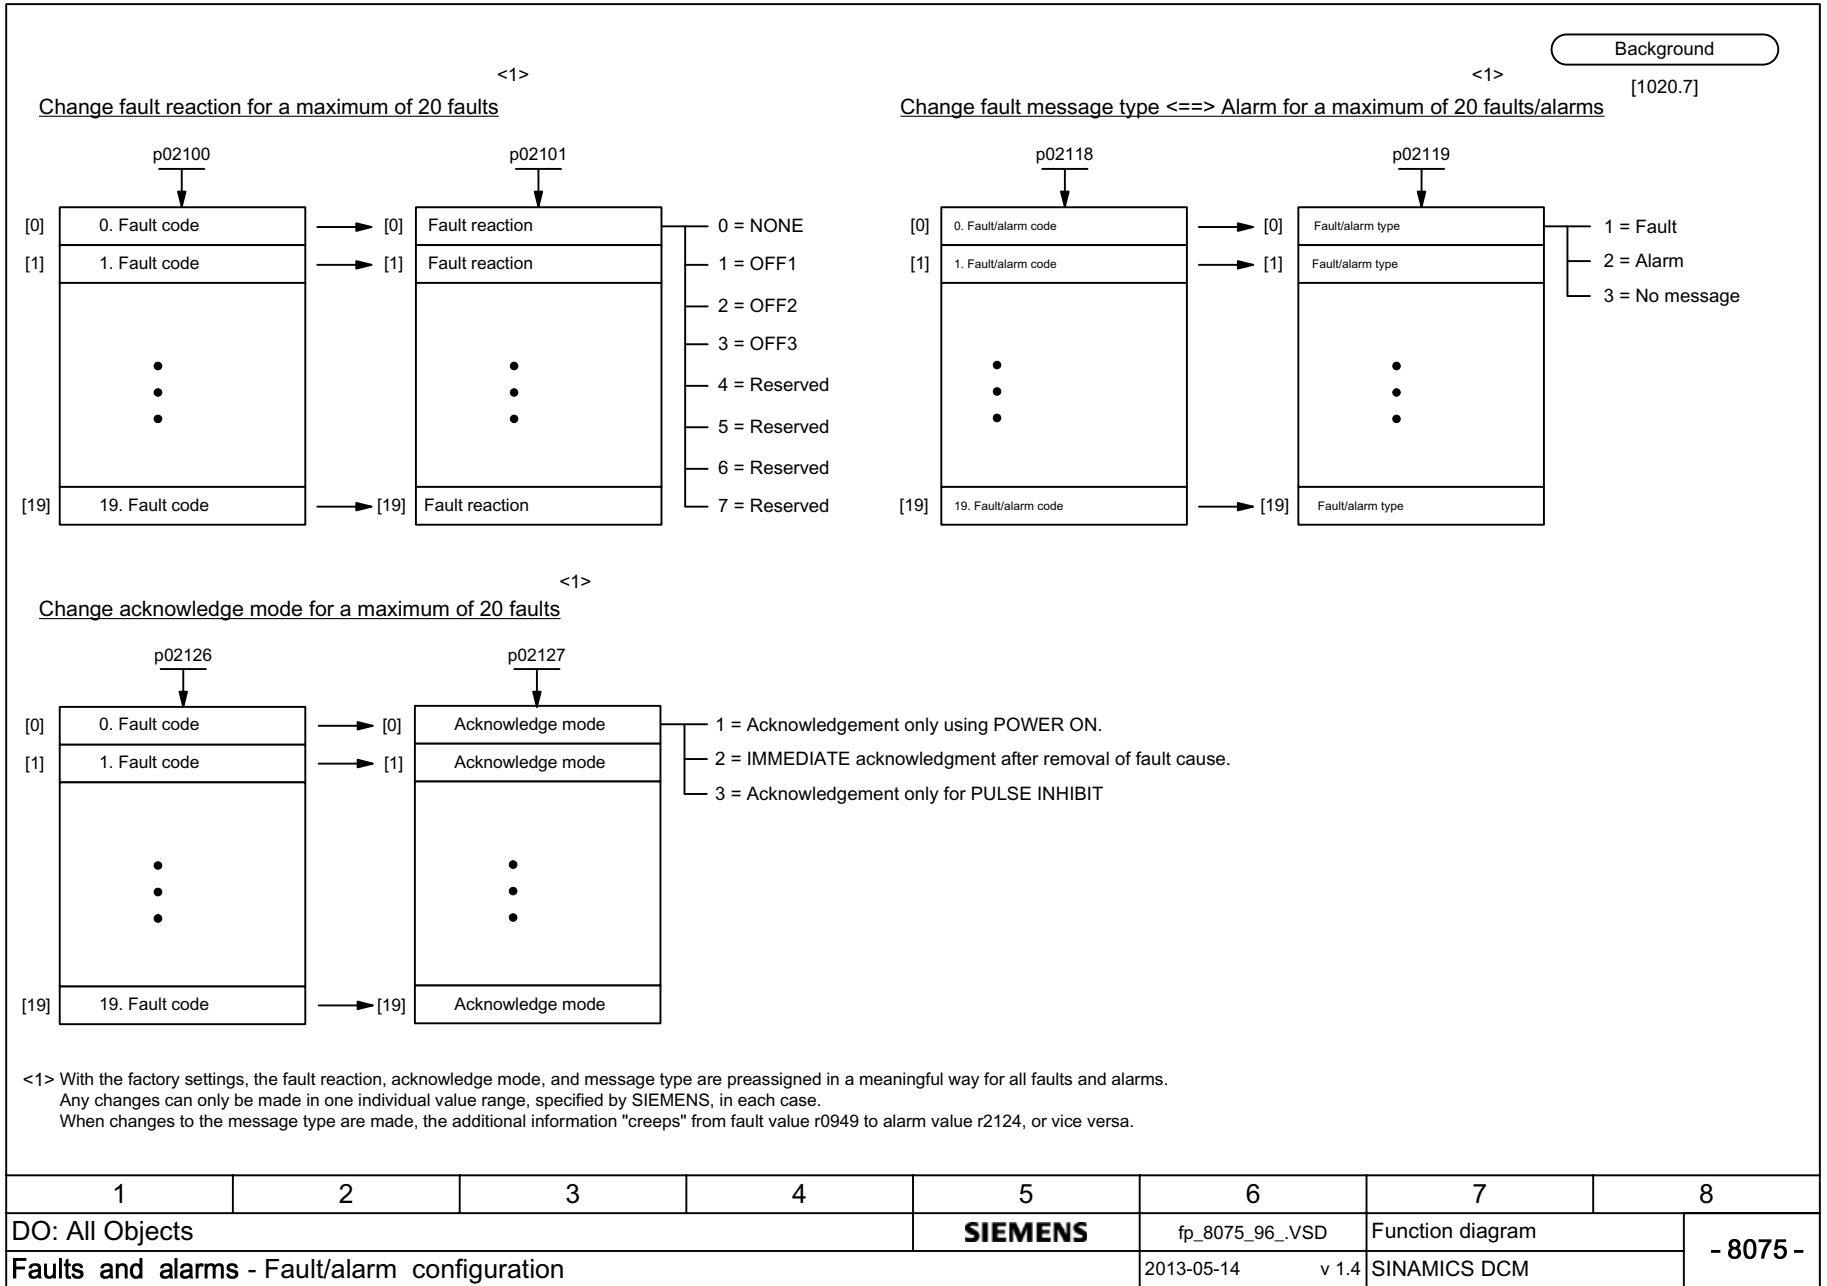 Background
[1020.7]
<1>
Change fault reaction for a maximum of 20 faults
p02100
p02101
[0]
0. Fault code
[0]
Fault reaction
0 = NONE
[1]
1. Fault code
[1]
Fault reaction
1 = OFF1
2 = OFF2
3 = OFF3
4 = Reserved
5 = Reserved
6 = Reserved
[19]
19. Fault code
[19]
Fault reaction
7 = Reserved
<1>
Change fault message type <==> Alarm for a maximum of 20 faults/alarms
p02118
p02119
[0]
0. Fault/alarm code
[0]
Fault/alarm type
1 = Fault
[1]
1. Fault/alarm code
[1]
Fault/alarm type
2 = Alarm
3 = No message
[19]
19. Fault/alarm code
[19]
Fault/alarm type
<1>
Change acknowledge mode for a maximum of 20 faults
p02126
p02127
[0]
0. Fault code
[0]
Acknowledge mode
1 = Acknowledgement only using POWER ON.
[1]
1. Fault code
[1]
Acknowledge mode
2 = IMMEDIATE acknowledgment after removal of fault cause.
3 = Acknowledgement only for PULSE INHIBIT
[19]
19. Fault code
[19]
Acknowledge mode
<1> With the factory settings, the fault reaction, acknowledge mode, and message type are preassigned in a meaningful way for all faults and alarms.
Any changes can only be made in one individual value range, specified by SIEMENS, in each case.
When changes to the message type are made, the additional information "creeps" from fault value r0949 to alarm value r2124, or vice versa.
1 2 3 4 5 6 7 8
DO: All Objects
SIEMENS
fp_8075_96_.VSD
Function diagram
- 8075 -
Faults and alarms - Fault/alarm configuration
2013-05-14
v 1.4
SINAMICS DCM